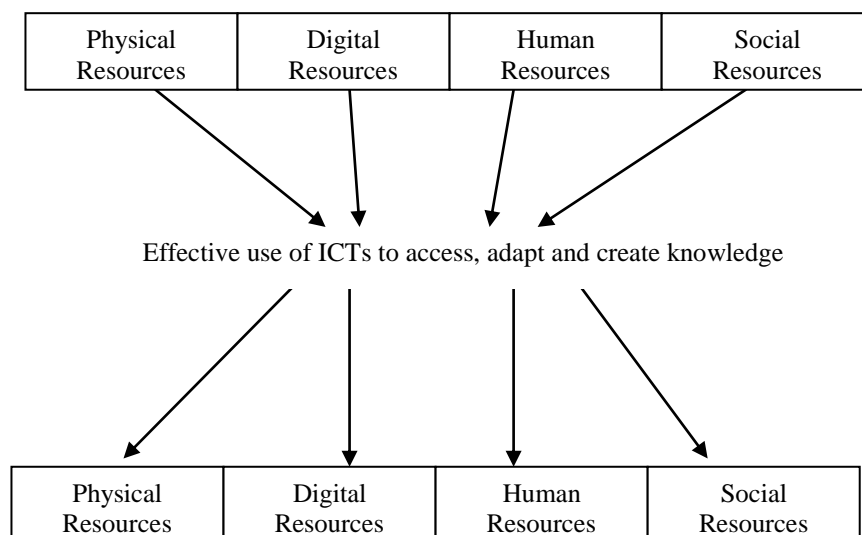 Physical Resources
Digital Resources
Human Resources
Social Resources
Effective use of ICTs to access, adapt and create knowledge
Physical Resources
Digital Resources
Human Resources
Social Resources